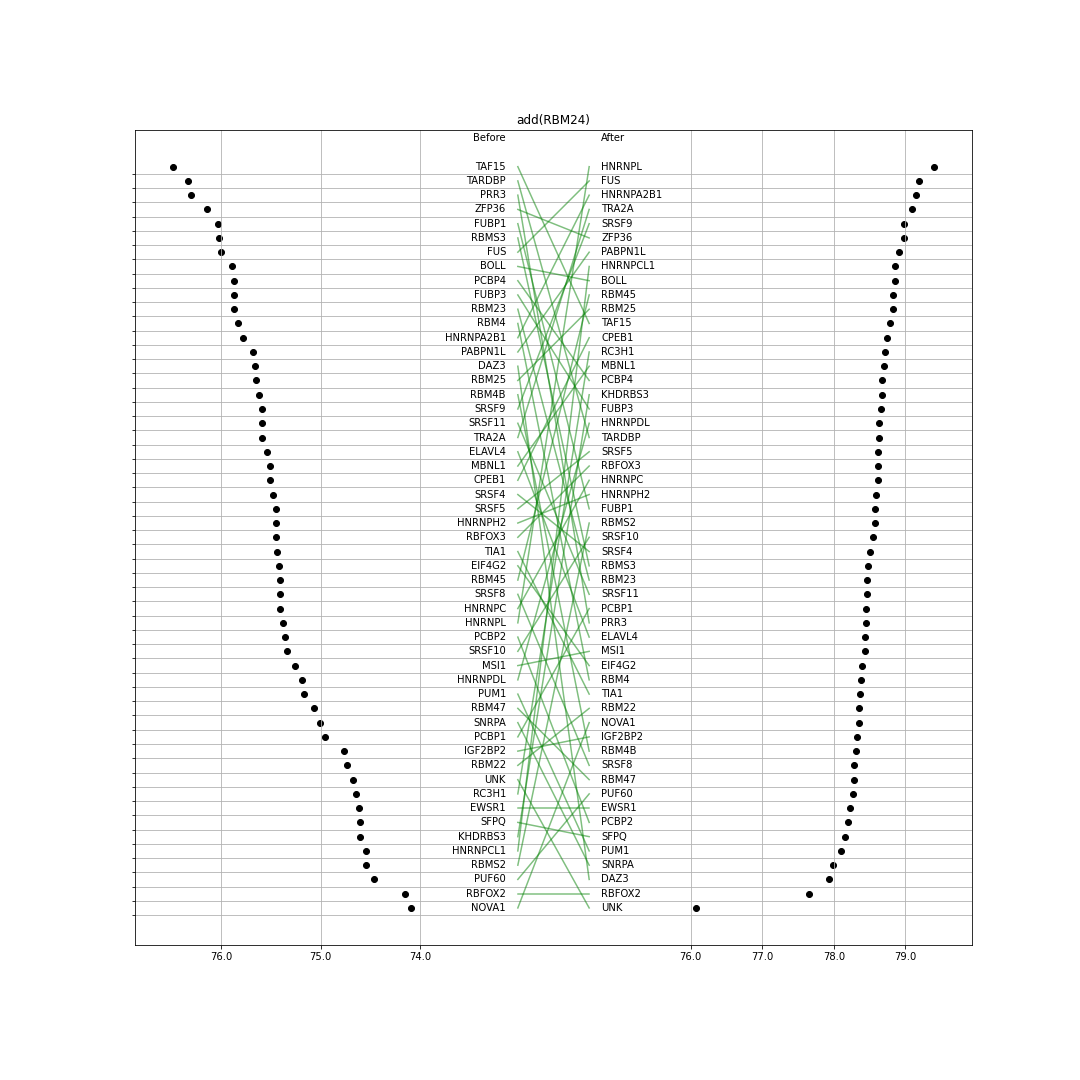 add(RBM24)
Before After
TAF15 HNRNPL
TARDBP FUS
PRR3 HNRNPA2B1
ZFP36 TRA2A
FUBP1 SRSF9
RBMS3 ZFP36
FUS PABPN1L
BOLL HNRNPCL1
PCBP4 BOLL
FUBP3 RBM45
RBM23 RBM25
RBM4 TAF15
HNRNPA2B1 CPEB1
PABPN1L RC3H1
DAZ3 MBNL1
RBM25 PCBP4
RBM4B KHDRBS3
SRSF9 FUBP3
SRSF11 HNRNPDL
TRA2A TARDBP
ELAVL4 SRSF5
MBNL1 RBFOX3
CPEB1 HNRNPC
SRSF4 HNRNPH2
SRSF5 FUBP1
HNRNPH2 RBMS2
RBFOX3 SRSF10
TIA1 SRSF4
EIF4G2 RBMS3
RBM45 RBM23
SRSF8 SRSF11
HNRNPC PCBP1
HNRNPL PRR3
PCBP2 ELAVL4
SRSF10 MSI1
MSI1 EIF4G2
HNRNPDL RBM4
PUM1 TIA1
RBM47 RBM22
SNRPA NOVA1
PCBP1 IGF2BP2
IGF2BP2 RBM4B
RBM22 SRSF8
UNK RBM47
RC3H1 PUF60
EWSR1 EWSR1
SFPQ PCBP2
KHDRBS3 SFPQ
HNRNPCL1 PUM1
RBMS2 SNRPA
PUF60 DAZ3
RBFOX2 RBFOX2
NOVA1 UNK
76.0 75.0 74.0 76.0 77.0 78.0 79.0